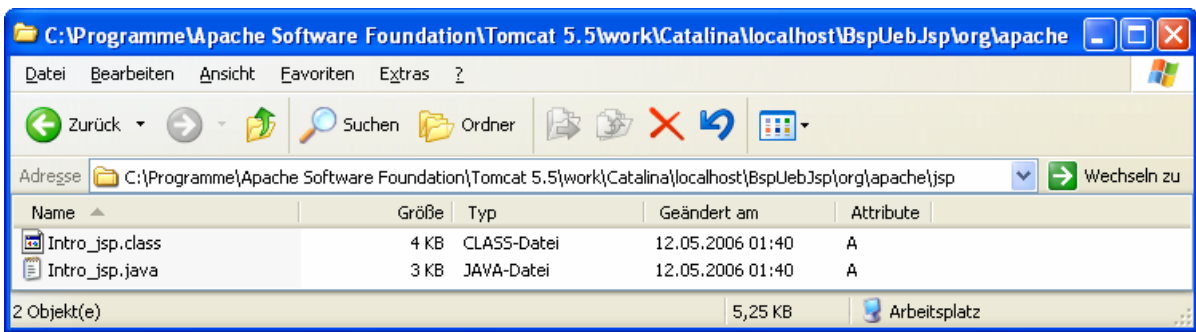 C:\Programme\Apache Software Foundation\Tomcat 5.5\work\Catalina\localhost\BspUebJsp\org\apache
Datei Bearbeiten Ansicht Favoriten Extras ?
Zurück Suchen Ordner
Adresse C:\Programme\Apache Software Foundation\Tomcat 5.5\work\Catalina\localhost\BspUebJsp\org\apache\jsp Wechseln zu
Name Größe Typ Geändert am Attribute
Intro_jsp.class 4 KB CLASS-Datei 12.05.2006 01:40 A
Intro_jsp.java 3 KB JAVA-Datei 12.05.2006 01:40 A
2 Objekt(e) 5,25 KB Arbeitsplatz